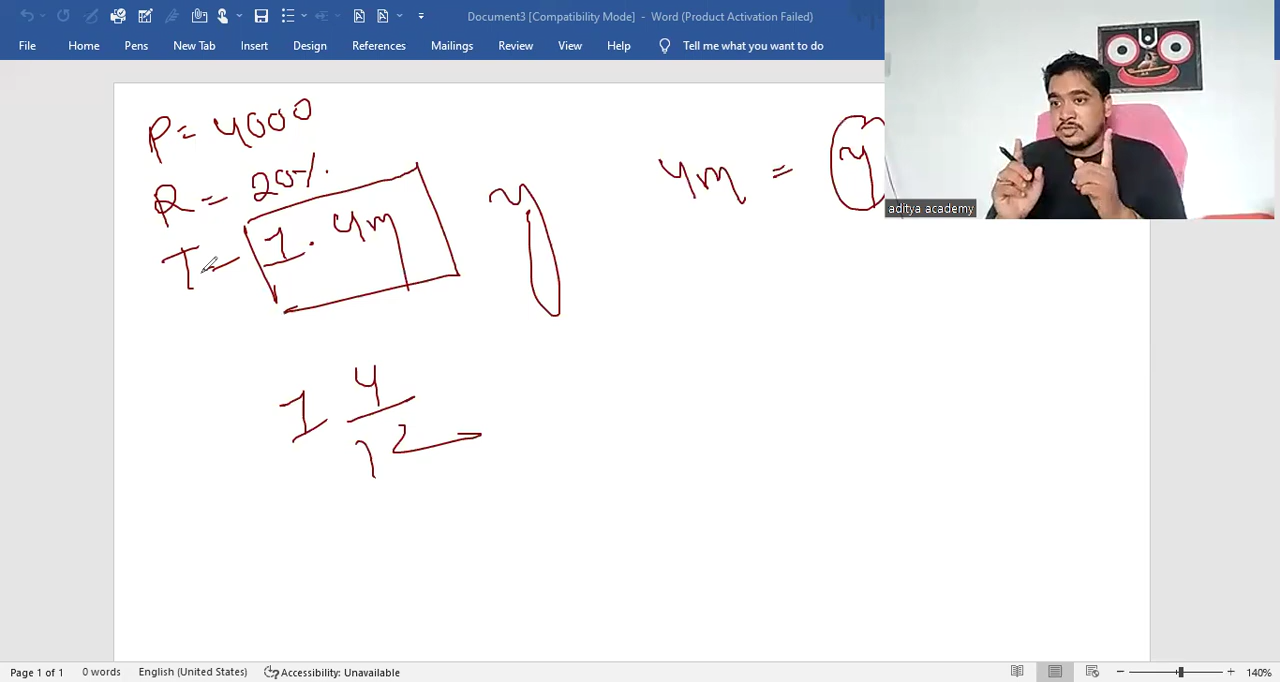 Document3 [Compatibility Mode] - Word (Product Activation Failed)
File Home Pens New Tab Insert Design References Mailings Review View Help Tell me what you want to do
P= 4000
R = 20%.
T= 1. 4m y
4m = y
aditya academy
1 4/12
Page 1 of 1 0 words English (United States) Accessibility: Unavailable 140%